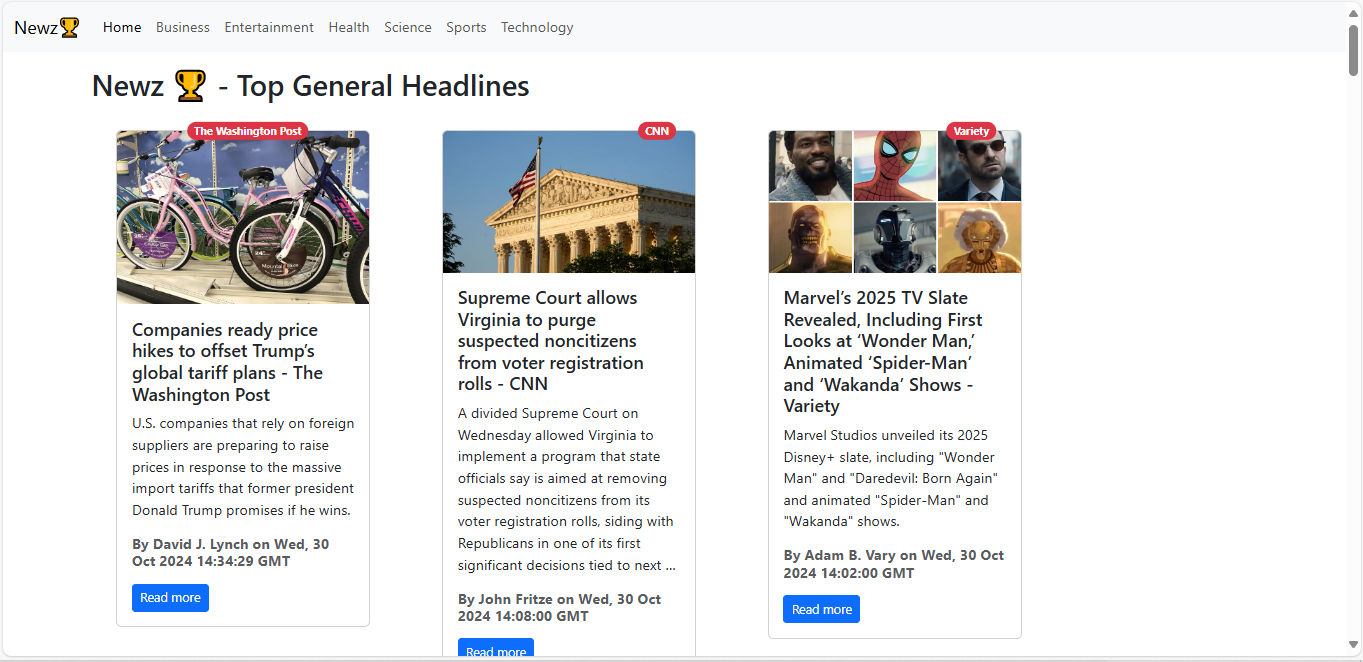 Newz🏆 Home Business Entertainment Health Science Sports Technology
Newz 🏆 - Top General Headlines
The Washington Post
Companies ready price
hikes to offset Trump’s
global tariff plans - The
Washington Post
U.S. companies that rely on foreign
suppliers are preparing to raise
prices in response to the massive
import tariffs that former president
Donald Trump promises if he wins.
By David J. Lynch on Wed, 30
Oct 2024 14:34:29 GMT
Read more
CNN
Supreme Court allows
Virginia to purge
suspected noncitizens
from voter registration
rolls - CNN
A divided Supreme Court on
Wednesday allowed Virginia to
implement a program that state
officials say is aimed at removing
suspected noncitizens from its
voter registration rolls, siding with
Republicans in one of its first
significant decisions tied to next ...
By John Fritze on Wed, 30 Oct
2024 14:08:00 GMT
Read more
Variety
Marvel’s 2025 TV Slate
Revealed, Including First
Looks at ‘Wonder Man,’
Animated ‘Spider-Man’
and ‘Wakanda’ Shows -
Variety
Marvel Studios unveiled its 2025
Disney+ slate, including "Wonder
Man" and "Daredevil: Born Again"
and animated "Spider-Man" and
"Wakanda" shows.
By Adam B. Vary on Wed, 30 Oct
2024 14:02:00 GMT
Read more